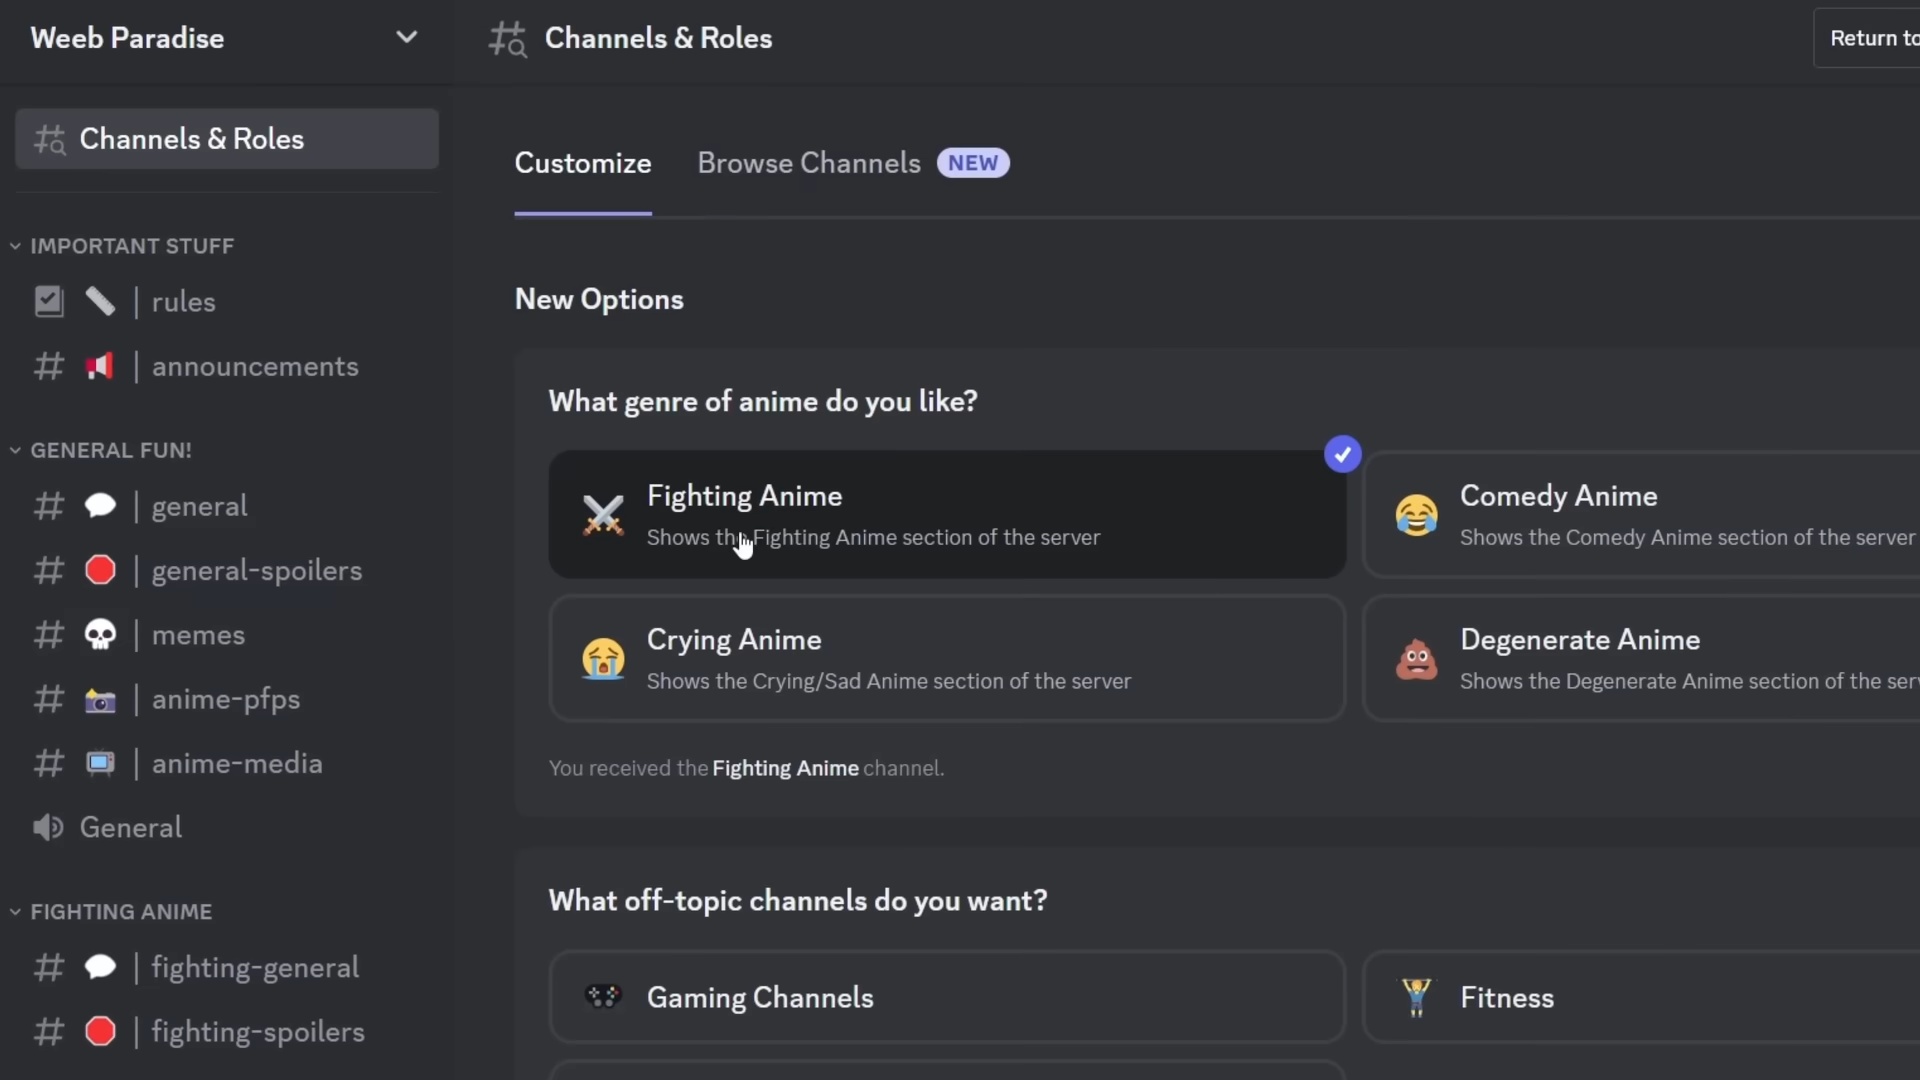 Weeb Paradise
Channels & Roles
IMPORTANT STUFF
| rules
| announcements
GENERAL FUN!
| general
| general-spoilers
| memes
| anime-pfps
| anime-media
General
FIGHTING ANIME
| fighting-general
| fighting-spoilers
Channels & Roles
Return to
Customize
Browse Channels NEW
New Options
What genre of anime do you like?
Fighting Anime
Shows the Fighting Anime section of the server
Comedy Anime
Shows the Comedy Anime section of the server
Crying Anime
Shows the Crying/Sad Anime section of the server
Degenerate Anime
Shows the Degenerate Anime section of the
You received the Fighting Anime channel.
What off-topic channels do you want?
Gaming Channels
Fitness